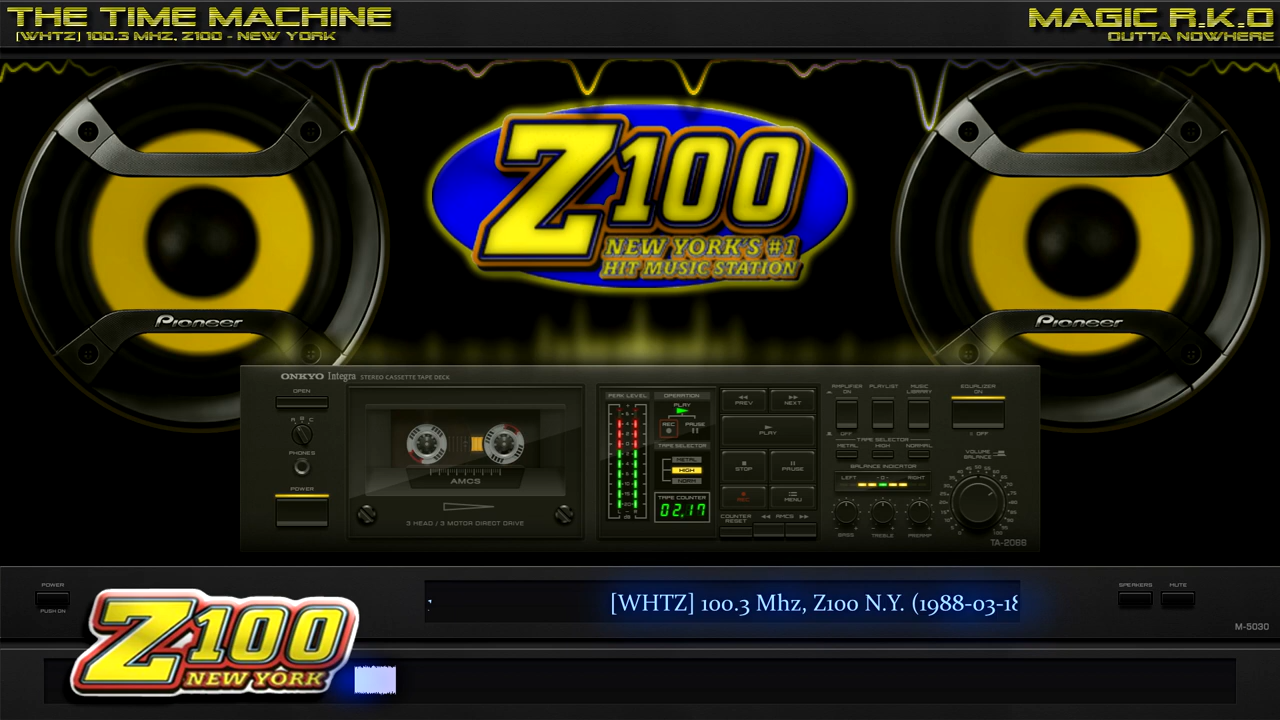 THE TIME MACHINE
[WHTZ] 100.3 MHZ, Z100 - NEW YORK
MAGIC R.K.O
OUTTA NOWHERE
Z100
NEW YORK'S #1
HIT MUSIC STATION
Pioneer
Pioneer
ONKYO Integra STEREO CASSETTE TAPE DECK
OPEN
PHONES
POWER
AMCS
3 HEAD / 3 MOTOR DIRECT DRIVE
PEAK LEVEL
OPERATION
PLAY
REC
PAUSE
TAPE SELECTOR
METAL
HIGH
NORM
TAPE COUNTER
02.17
PREV
NEXT
PLAY
STOP
PAUSE
REC
MENU
COUNTER RESET
AMCS
AMPLIFIER ON
PLAYLIST
MUSIC LIBRARY
EQUALIZER ON
OFF
OFF
TAPE SELECTOR
METAL
HIGH
NORMAL
BALANCE INDICATOR
LEFT
RIGHT
VOLUME
BALANCE
BASS
TREBLE
PREAMP
TA-2066
POWER
PUSH ON
[WHTZ] 100.3 Mhz, Z100 N.Y. (1988-03-18
SPEAKERS
MUTE
M-5030
Z100
NEW YORK